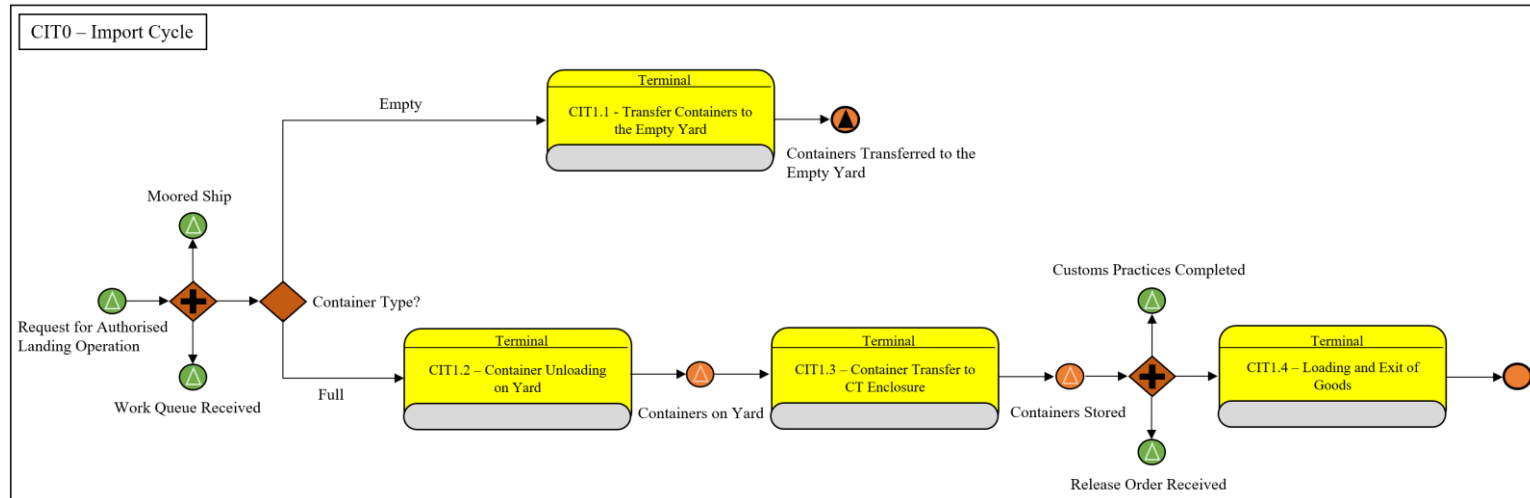 CIT0 – Import Cycle
Terminal
CIT1.1 - Transfer Containers to
the Empty Yard
Empty
Containers Transferred to the
Empty Yard
Moored Ship
Request for Authorised
Landing Operation
Container Type?
Work Queue Received
Full
Terminal
CIT1.2 – Container Unloading
on Yard
Containers on Yard
Terminal
CIT1.3 – Container Transfer to
CT Enclosure
Containers Stored
Customs Practices Completed
Release Order Received
Terminal
CIT1.4 – Loading and Exit of
Goods